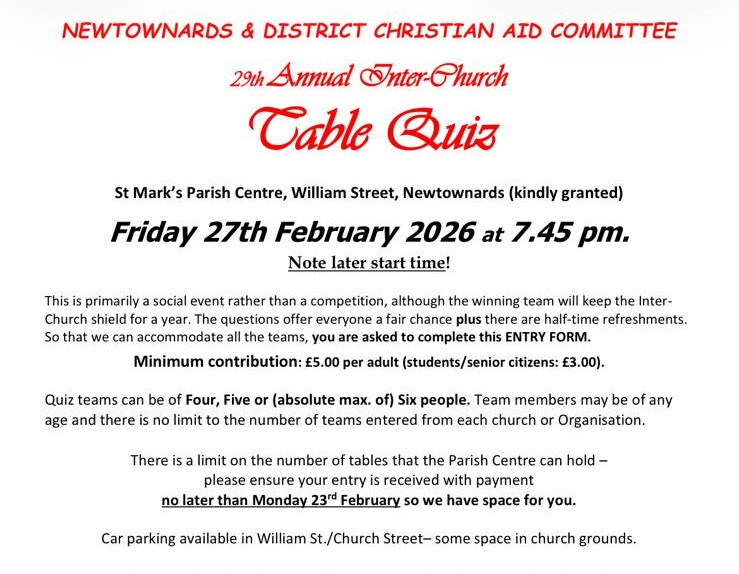 NEWTOWNARDS & DISTRICT CHRISTIAN AID COMMITTEE
29th Annual Inter-Church
Table Quiz
St Mark's Parish Centre, William Street, Newtownards (kindly granted)
Friday 27th February 2026 at 7.45 pm.
Note later start time!
This is primarily a social event rather than a competition, although the winning team will keep the Inter-
Church shield for a year. The questions offer everyone a fair chance plus there are half-time refreshments.
So that we can accommodate all the teams, you are asked to complete this ENTRY FORM.
Minimum contribution: £5.00 per adult (students/senior citizens: £3.00).
Quiz teams can be of Four, Five or (absolute max. of) Six people. Team members may be of any
age and there is no limit to the number of teams entered from each church or Organisation.
There is a limit on the number of tables that the Parish Centre can hold –
please ensure your entry is received with payment
no later than Monday 23rd February so we have space for you.
Car parking available in William St./Church Street– some space in church grounds.